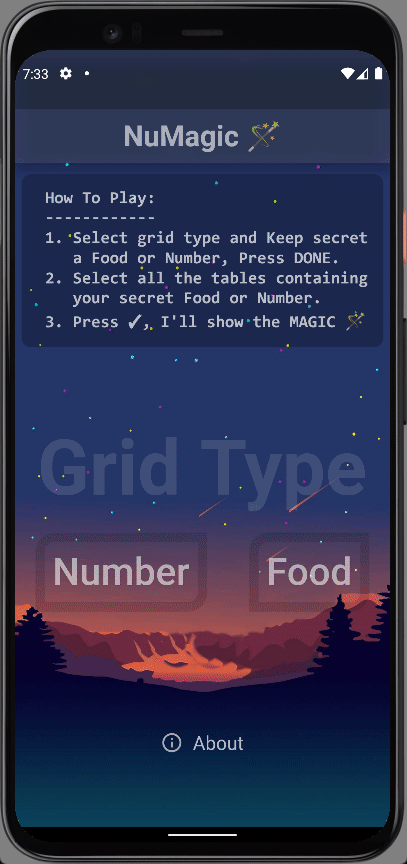 7:33
NuMagic
How To Play:
------------
1. Select grid type and Keep secret
a Food or Number, Press DONE.
2. Select all the tables containing
your secret Food or Number.
3. Press ✓, I'll show the MAGIC
Grid Type
Number Food
About